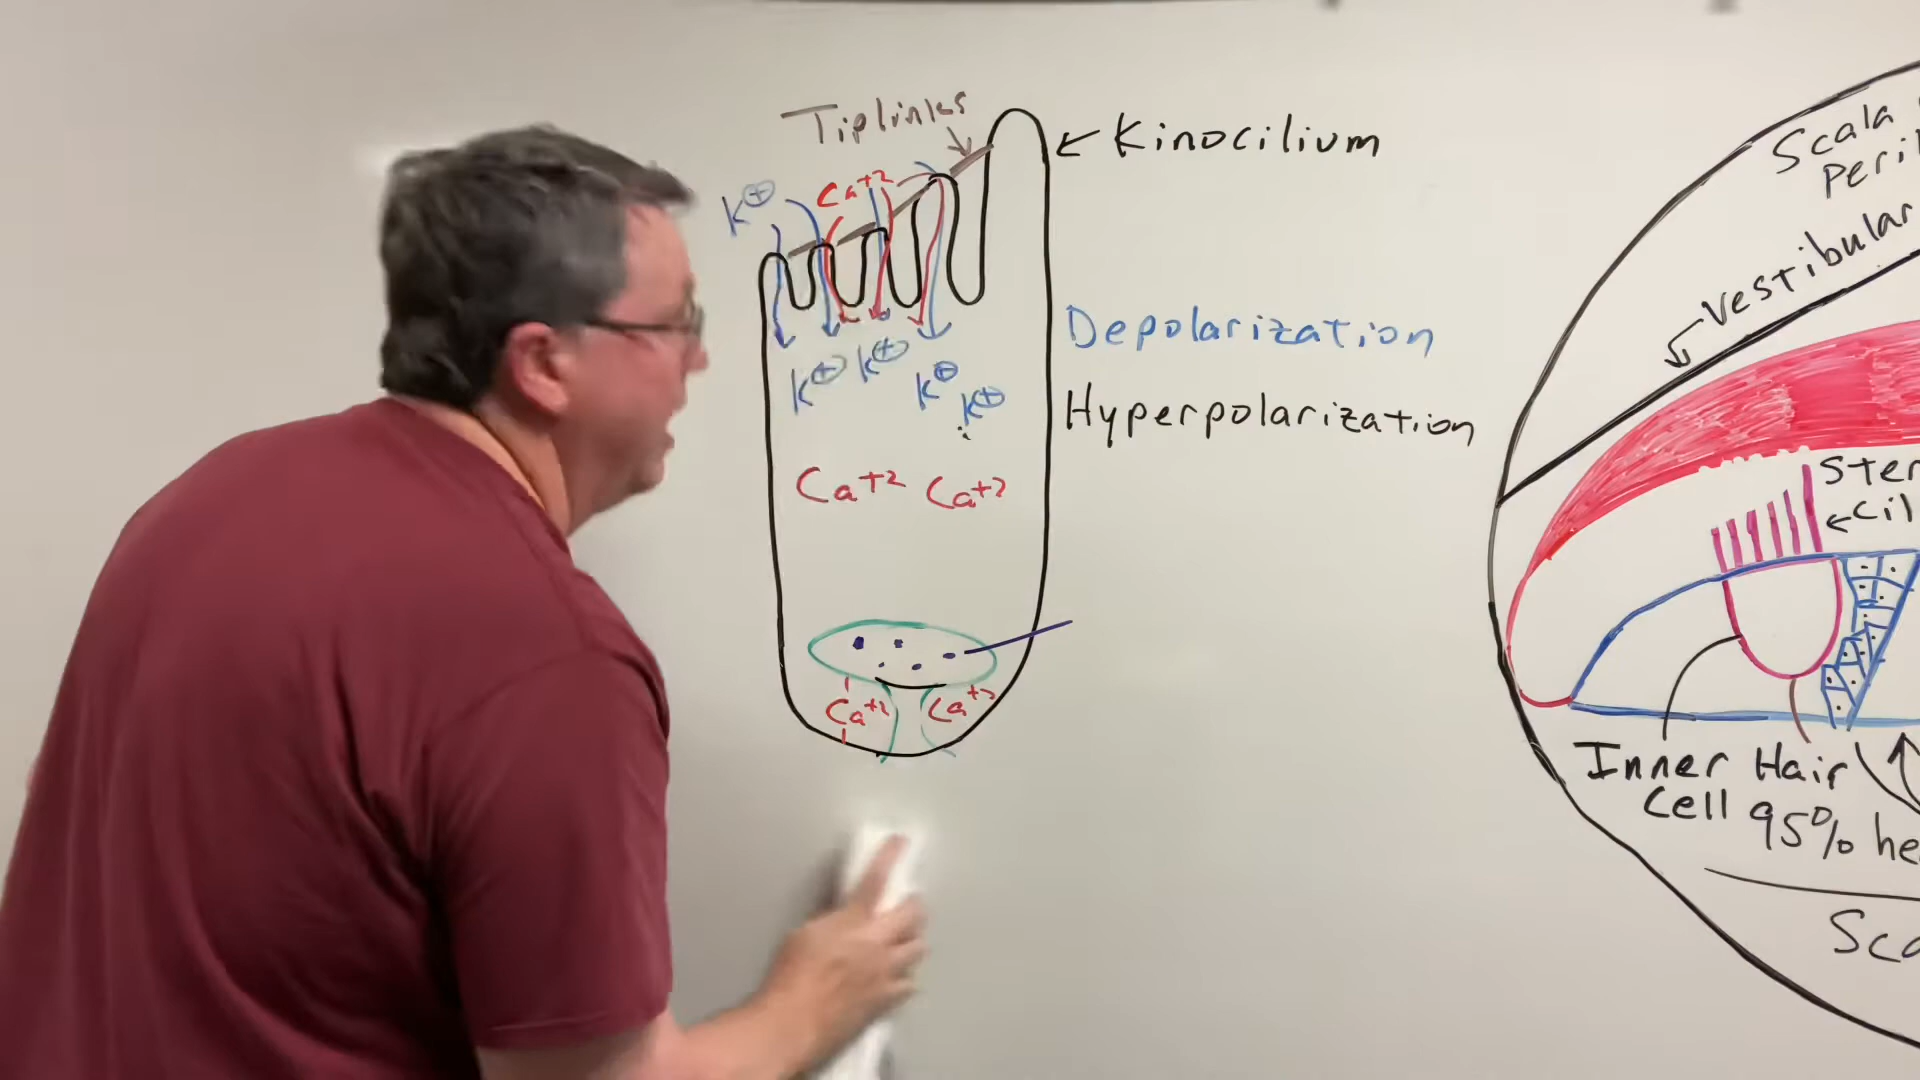 Tiplinks
Kinocilium
K⊕ Ca+2
K⊕ K⊕ K⊕ K⊕
Depolarization
Hyperpolarization
Ca+2 Ca+2
Ca+2 Ca+2
Scala
Peril
vestibular
Ster
cil
Inner Hair
Cell 95% he
Sca